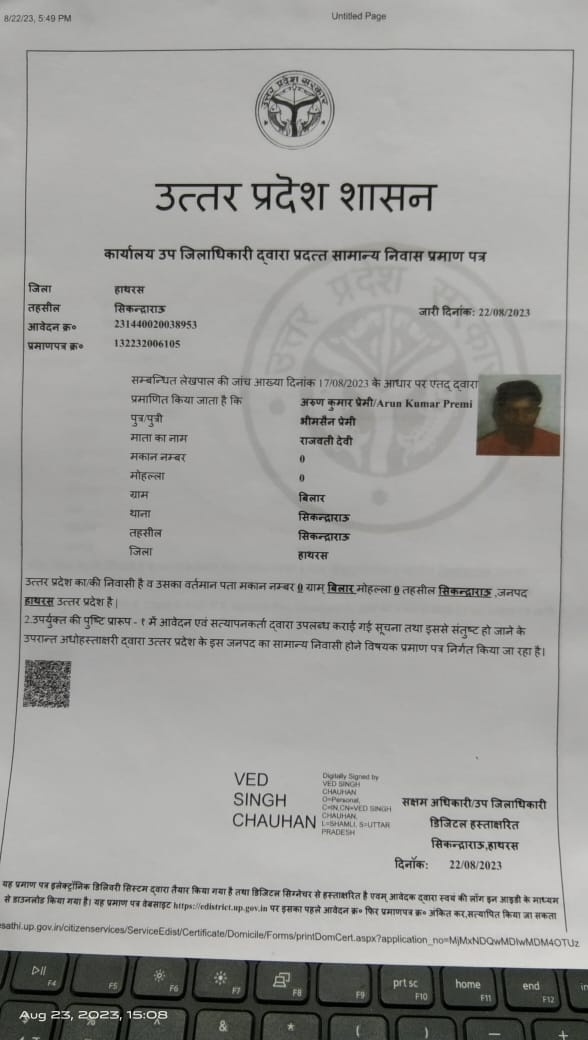 8/22/23, 5:49 PM
Untitled Page
उत्तर प्रदेश सरकार
उत्तर प्रदेश शासन
कार्यालय उप जिलाधिकारी द्वारा प्रदत्त सामान्य निवास प्रमाण पत्र
जिला हाथरस
तहसील सिकन्द्राराऊ
जारी दिनांक: 22/08/2023
आवेदन क्र० 231440020038953
प्रमाणपत्र क्र० 132232006105
सम्बन्धित लेखपाल की जांच आख्या दिनांक 17/08/2023 के आधार पर एतद् द्वारा
प्रमाणित किया जाता है कि अरुण कुमार प्रेमी/Arun Kumar Premi
पुत्र/पुत्री भीमसैन प्रेमी
माता का नाम राजवती देवी
मकान नम्बर 0
मोहल्ला 0
ग्राम बिलार
थाना सिकन्द्राराऊ
तहसील सिकन्द्राराऊ
जिला हाथरस
उत्तर प्रदेश का/की निवासी है व उसका वर्तमान पता मकान नम्बर 0 ग्राम बिलार मोहल्ला 0 तहसील सिकन्द्राराऊ ,जनपद
हाथरस उत्तर प्रदेश है|
2.उपर्युक्त की पुष्टि प्रारूप - १ में आवेदन एवं सत्यापनकर्ता द्वारा उपलब्ध कराई गई सूचना तथा इससे संतुष्ट हो जाने के
उपरान्त अधोहस्ताक्षरी द्वारा उत्तर प्रदेश के इस जनपद का सामान्य निवासी होने विषयक प्रमाण पत्र निर्गत किया जा रहा है|
VED
SINGH
CHAUHAN
Digitally Signed by
VED SINGH
CHAUHAN
O=Personal,
C=IN,CN=VED SINGH
CHAUHAN,
L=SHAMLI, S=UTTAR
PRADESH
सक्षम अधिकारी/उप जिलाधिकारी
डिजिटल हस्ताक्षरित
सिकन्द्राराऊ,हाथरस
दिनाँक: 22/08/2023
यह प्रमाण पत्र इलेक्ट्रॉनिक डिलिवरी सिस्टम द्वारा तैयार किया गया है तथा डिजिटल सिग्नेचर से हस्ताक्षरित है एवम् आवेदक द्वारा स्वयं की लॉग इन आइडी के माध्यम
से डाउनलोड किया गया है। यह प्रमाण पत्र वेबसाइट https://edistrict.up.gov.in पर इसका पहले आवेदन क्र० फिर प्रमाणपत्र क्र० अंकित कर,सत्यापित किया जा सकता
esathi.up.gov.in/citizenservices/ServiceEdist/Certificate/Domicile/Forms/printDomCert.aspx?application_no=MjMxNDQwMDIwMDM4OTUz
F4 F5 F6 F7 F8 F9
prt sc F10
home F11
end F12
in
Aug 23, 2023, 15:08
% ^ & * ( ) — +